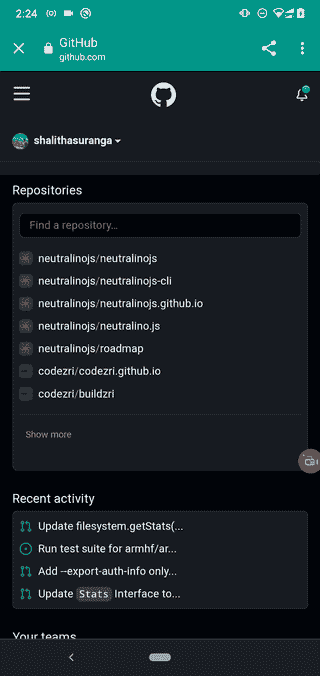 2:24
GitHub
github.com
shalithasuranga
Repositories
Find a repository...
neutralinojs/neutralinojs
neutralinojs/neutralinojs-cli
neutralinojs/neutralinojs.github.io
neutralinojs/neutralino.js
neutralinojs/roadmap
codezri/codezri.github.io
codezri/buildzri
Show more
Recent activity
Update filesystem.getStats(...
Run test suite for armhf/ar...
Add --export-auth-info only...
Update Stats Interface to...
Your teams